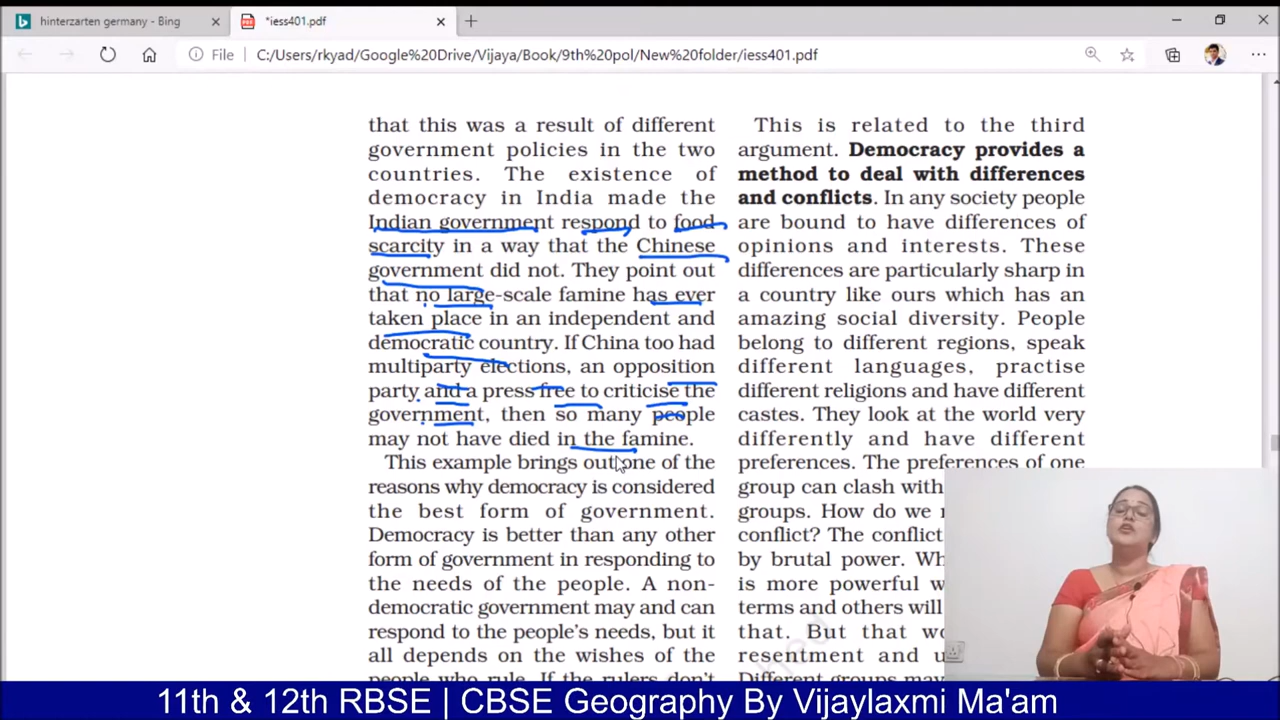 hinterzarten germany - Bing
*iess401.pdf
File
C:/Users/rkyad/Google%20Drive/Vijaya/Book/9th%20pol/New%20folder/iess401.pdf
that this was a result of different
government policies in the two
countries. The existence of
democracy in India made the
Indian government respond to food
scarcity in a way that the Chinese
government did not. They point out
that no large-scale famine has ever
taken place in an independent and
democratic country. If China too had
multiparty elections, an opposition
party and a press free to criticise the
government, then so many people
may not have died in the famine.
This example brings out one of the
reasons why democracy is considered
the best form of government.
Democracy is better than any other
form of government in responding to
the needs of the people. A non-
democratic government may and can
respond to the people's needs, but it
all depends on the wishes of the
people who rule. If the rulers don't
This is related to the third
argument. Democracy provides a
method to deal with differences
and conflicts. In any society people
are bound to have differences of
opinions and interests. These
differences are particularly sharp in
a country like ours which has an
amazing social diversity. People
belong to different regions, speak
different languages, practise
different religions and have different
castes. They look at the world very
differently and have different
preferences. The preferences of one
group can clash with
groups. How do we
conflict? The conflict
by brutal power.
is more powerful
terms and others will
that. But that
resentment and
Different groups may
11th & 12th RBSE | CBSE Geography By Vijaylaxmi Ma'am